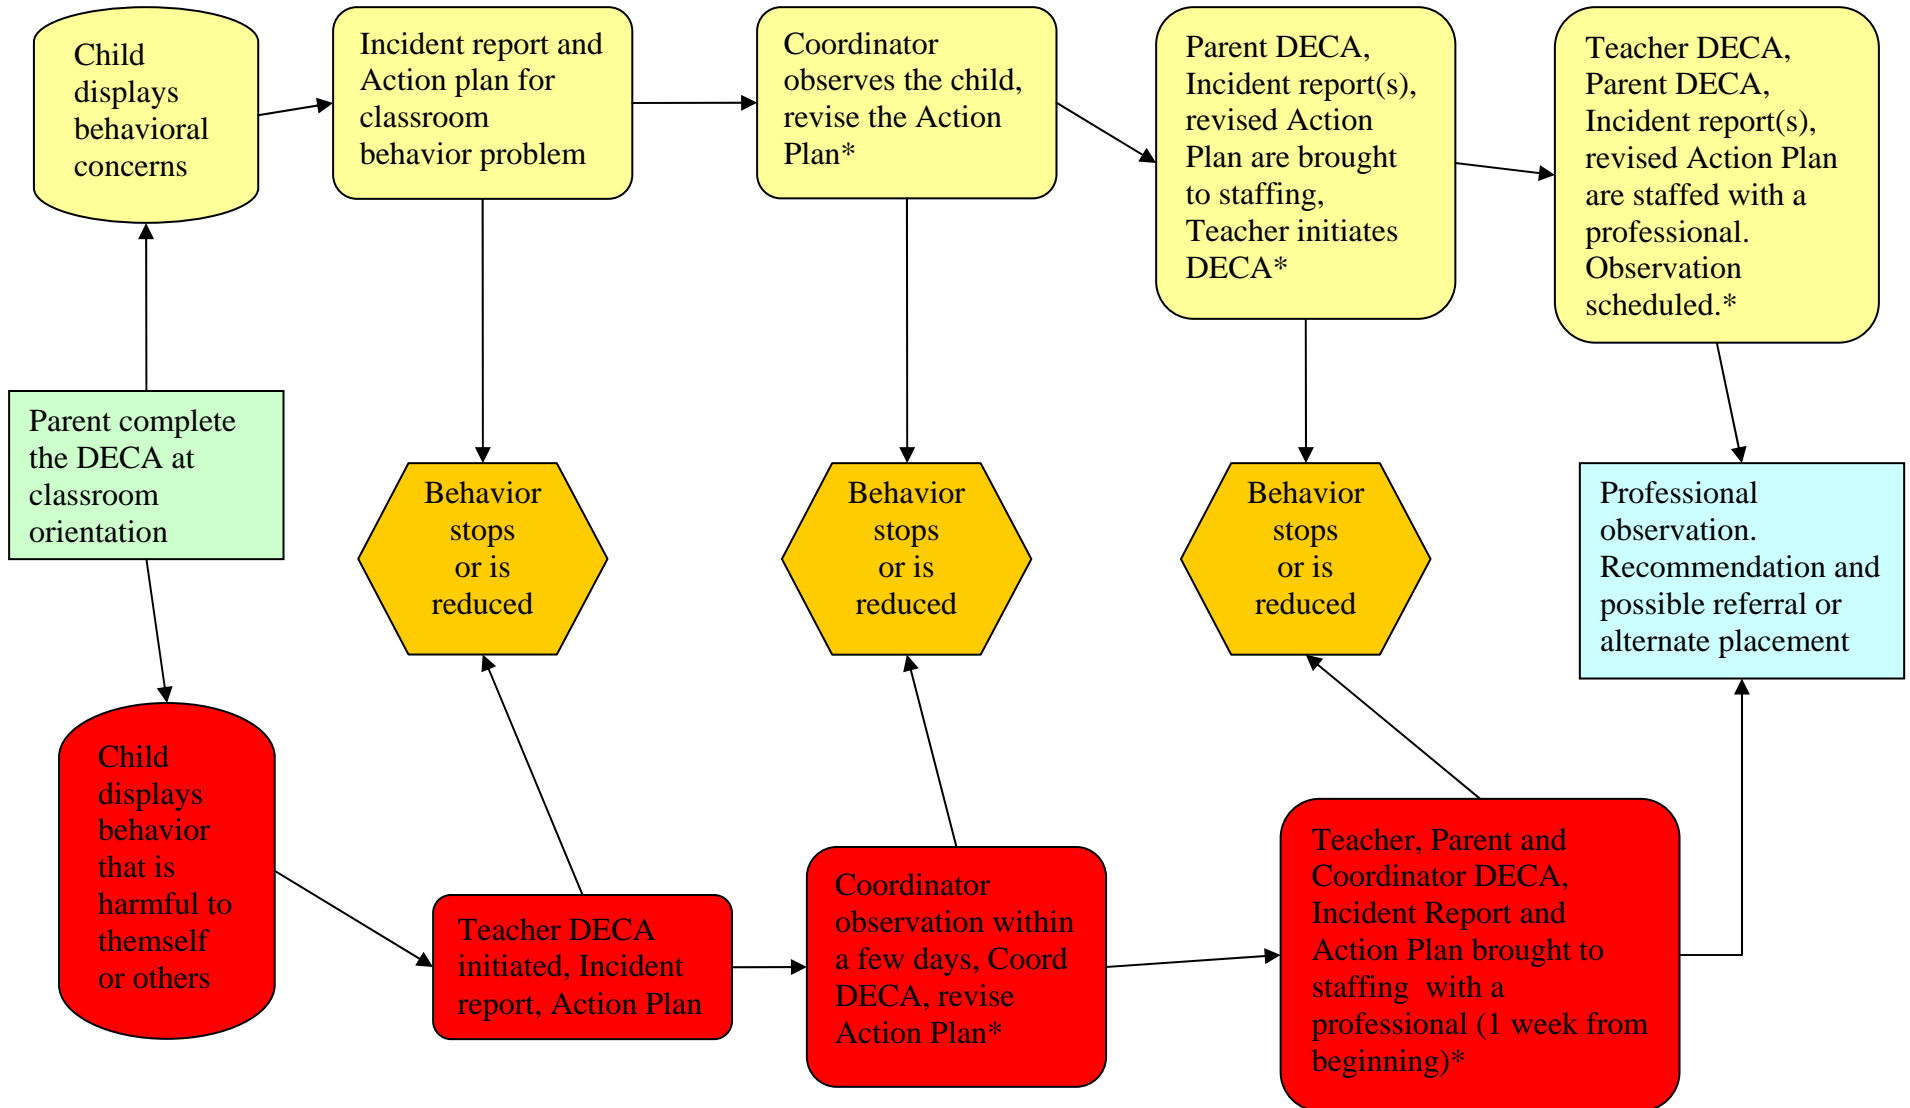 Child
displays
behavioral
concerns
Incident report and
Action plan for
classroom
behavior problem
Coordinator
observes the child,
revise the Action
Plan*
Parent DECA,
Incident report(s),
revised Action
Plan are brought
to staffing,
Teacher initiates
DECA*
Teacher DECA,
Parent DECA,
Incident report(s),
revised Action Plan
are staffed with a
professional.
Observation
scheduled.*
Parent complete
the DECA at
classroom
orientation
Behavior
stops
or is
reduced
Behavior
stops
or is
reduced
Behavior
stops
or is
reduced
Professional
observation.
Recommendation and
possible referral or
alternate placement
Child
displays
behavior
that is
harmful to
themself
or others
Teacher DECA
initiated, Incident
report, Action Plan
Coordinator
observation within
a few days, Coord
DECA, revise
Action Plan*
Teacher, Parent and
Coordinator DECA,
Incident Report and
Action Plan brought to
staffing  with a
professional (1 week from
beginning)*